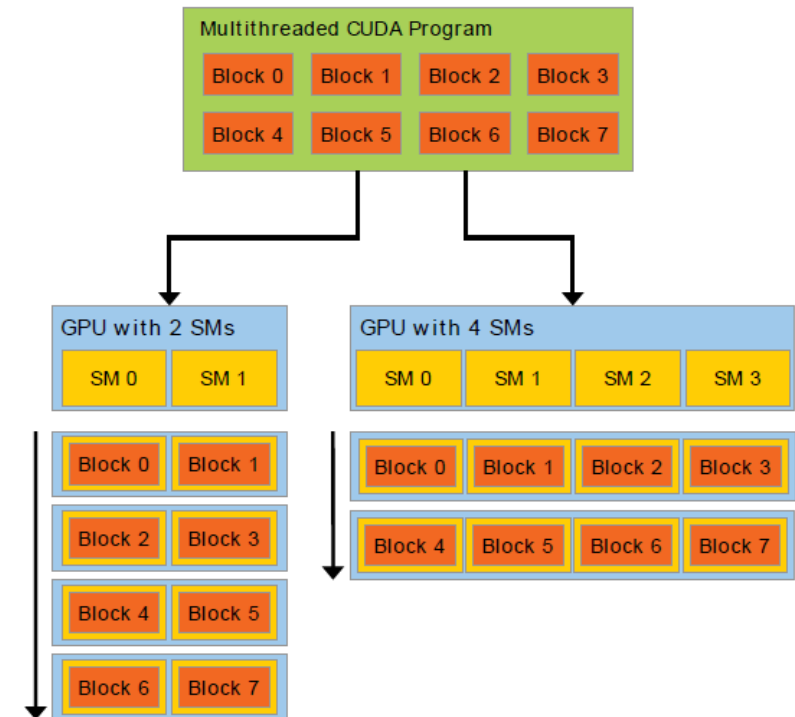 Multithreaded CUDA Program
Block 0 Block 1 Block 2 Block 3
Block 4 Block 5 Block 6 Block 7
GPU with 2 SMs
SM 0 SM 1
Block 0 Block 1
Block 2 Block 3
Block 4 Block 5
Block 6 Block 7
GPU with 4 SMs
SM 0 SM 1 SM 2 SM 3
Block 0 Block 1 Block 2 Block 3
Block 4 Block 5 Block 6 Block 7